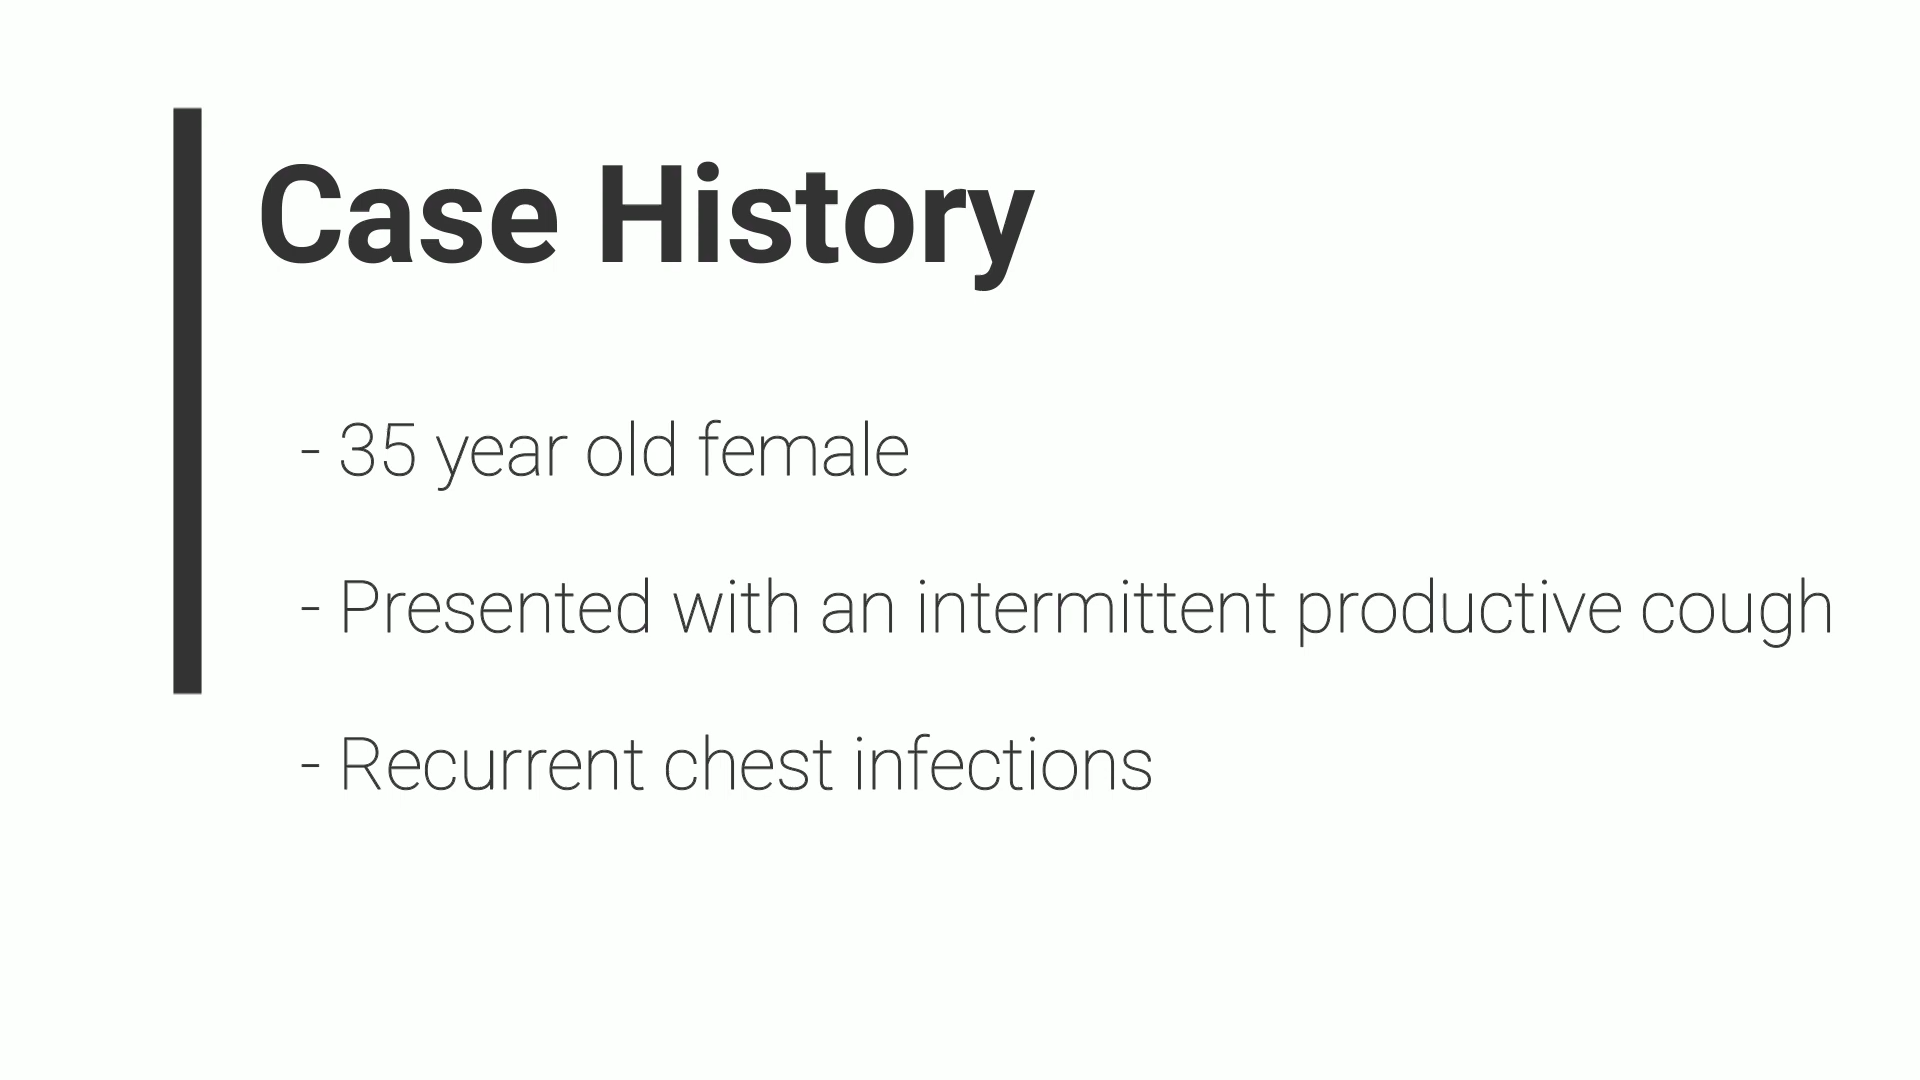 Case History
- 35 year old female
- Presented with an intermittent productive cough
- Recurrent chest infections